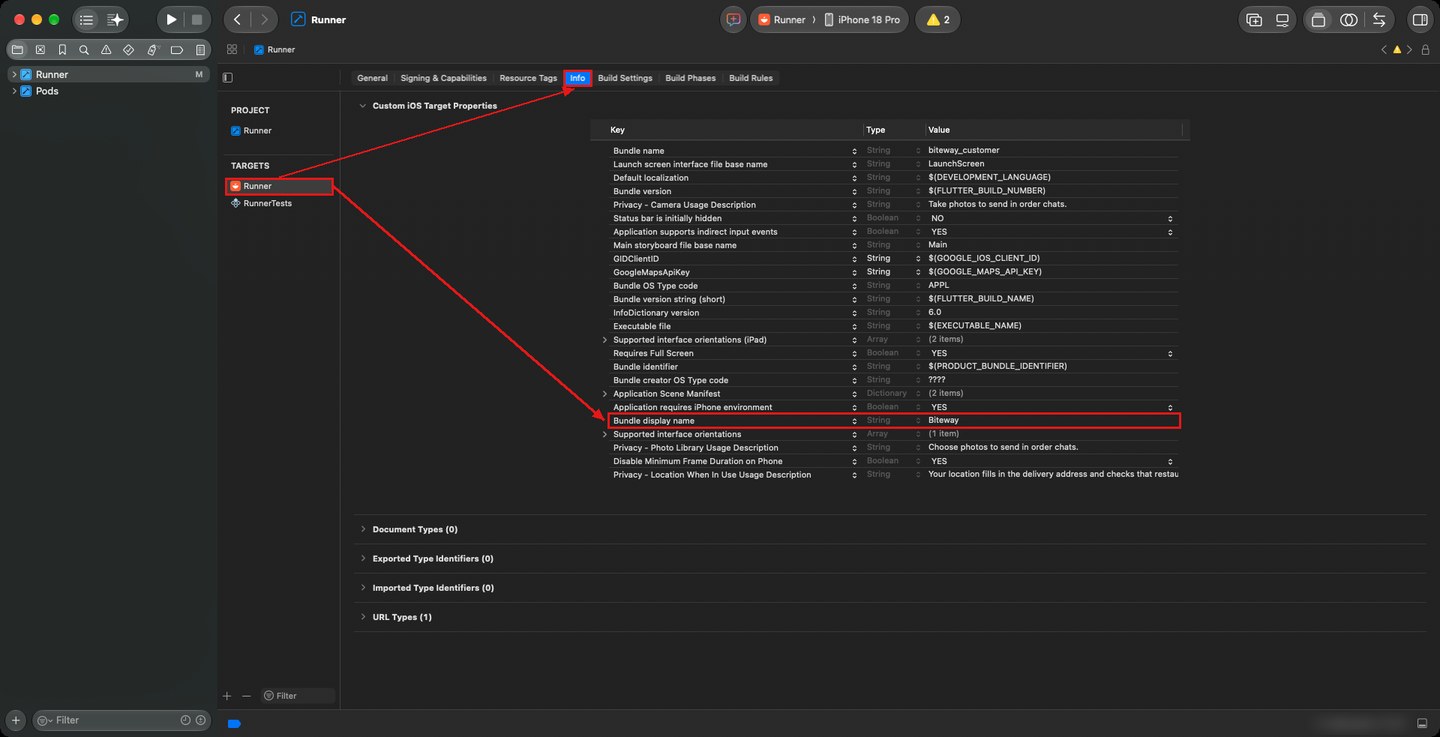 Runner
Runner
iPhone 18 Pro
2
Runner
Runner M
Pods
General Signing & Capabilities Resource Tags Info Build Settings Build Phases Build Rules
PROJECT
Runner
TARGETS
Runner
RunnerTests
Custom iOS Target Properties
Key Type Value
Bundle name String biteway_customer
Launch screen interface file base name String LaunchScreen
Default localization String $(DEVELOPMENT_LANGUAGE)
Bundle version String $(FLUTTER_BUILD_NUMBER)
Privacy - Camera Usage Description String Take photos to send in order chats.
Status bar is initially hidden Boolean NO
Application supports indirect input events Boolean YES
Main storyboard file base name String Main
GIDClientID String $(GOOGLE_IOS_CLIENT_ID)
GoogleMapsApiKey String $(GOOGLE_MAPS_API_KEY)
Bundle OS Type code String APPL
Bundle version string (short) String $(FLUTTER_BUILD_NAME)
InfoDictionary version String 6.0
Executable file String $(EXECUTABLE_NAME)
Supported interface orientations (iPad) Array (2 items)
Requires Full Screen Boolean YES
Bundle identifier String $(PRODUCT_BUNDLE_IDENTIFIER)
Bundle creator OS Type code String ????
Application Scene Manifest Dictionary (2 items)
Application requires iPhone environment Boolean YES
Bundle display name String Biteway
Supported interface orientations Array (1 item)
Privacy - Photo Library Usage Description String Choose photos to send in order chats.
Disable Minimum Frame Duration on Phone Boolean YES
Privacy - Location When In Use Usage Description String Your location fills in the delivery address and checks that restau
Document Types (0)
Exported Type Identifiers (0)
Imported Type Identifiers (0)
URL Types (1)
Filter
Filter